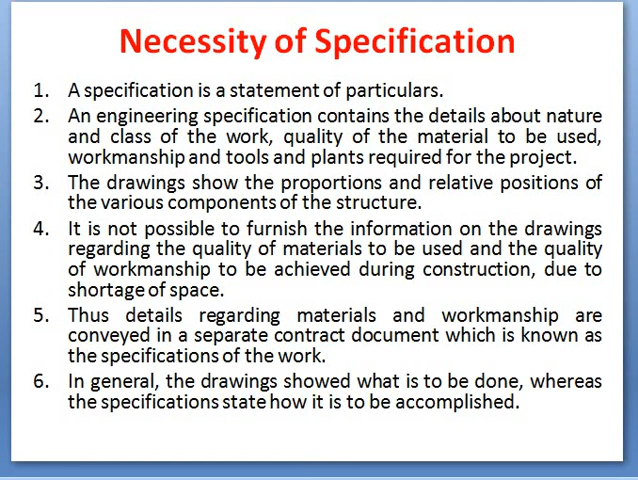 Necessity of Specification
1. A specification is a statement of particulars.
2. An engineering specification contains the details about nature
and class of the work, quality of the material to be used,
workmanship and tools and plants required for the project.
3. The drawings show the proportions and relative positions of
the various components of the structure.
4. It is not possible to furnish the information on the drawings
regarding the quality of materials to be used and the quality
of workmanship to be achieved during construction, due to
shortage of space.
5. Thus details regarding materials and workmanship are
conveyed in a separate contract document which is known as
the specifications of the work.
6. In general, the drawings showed what is to be done, whereas
the specifications state how it is to be accomplished.